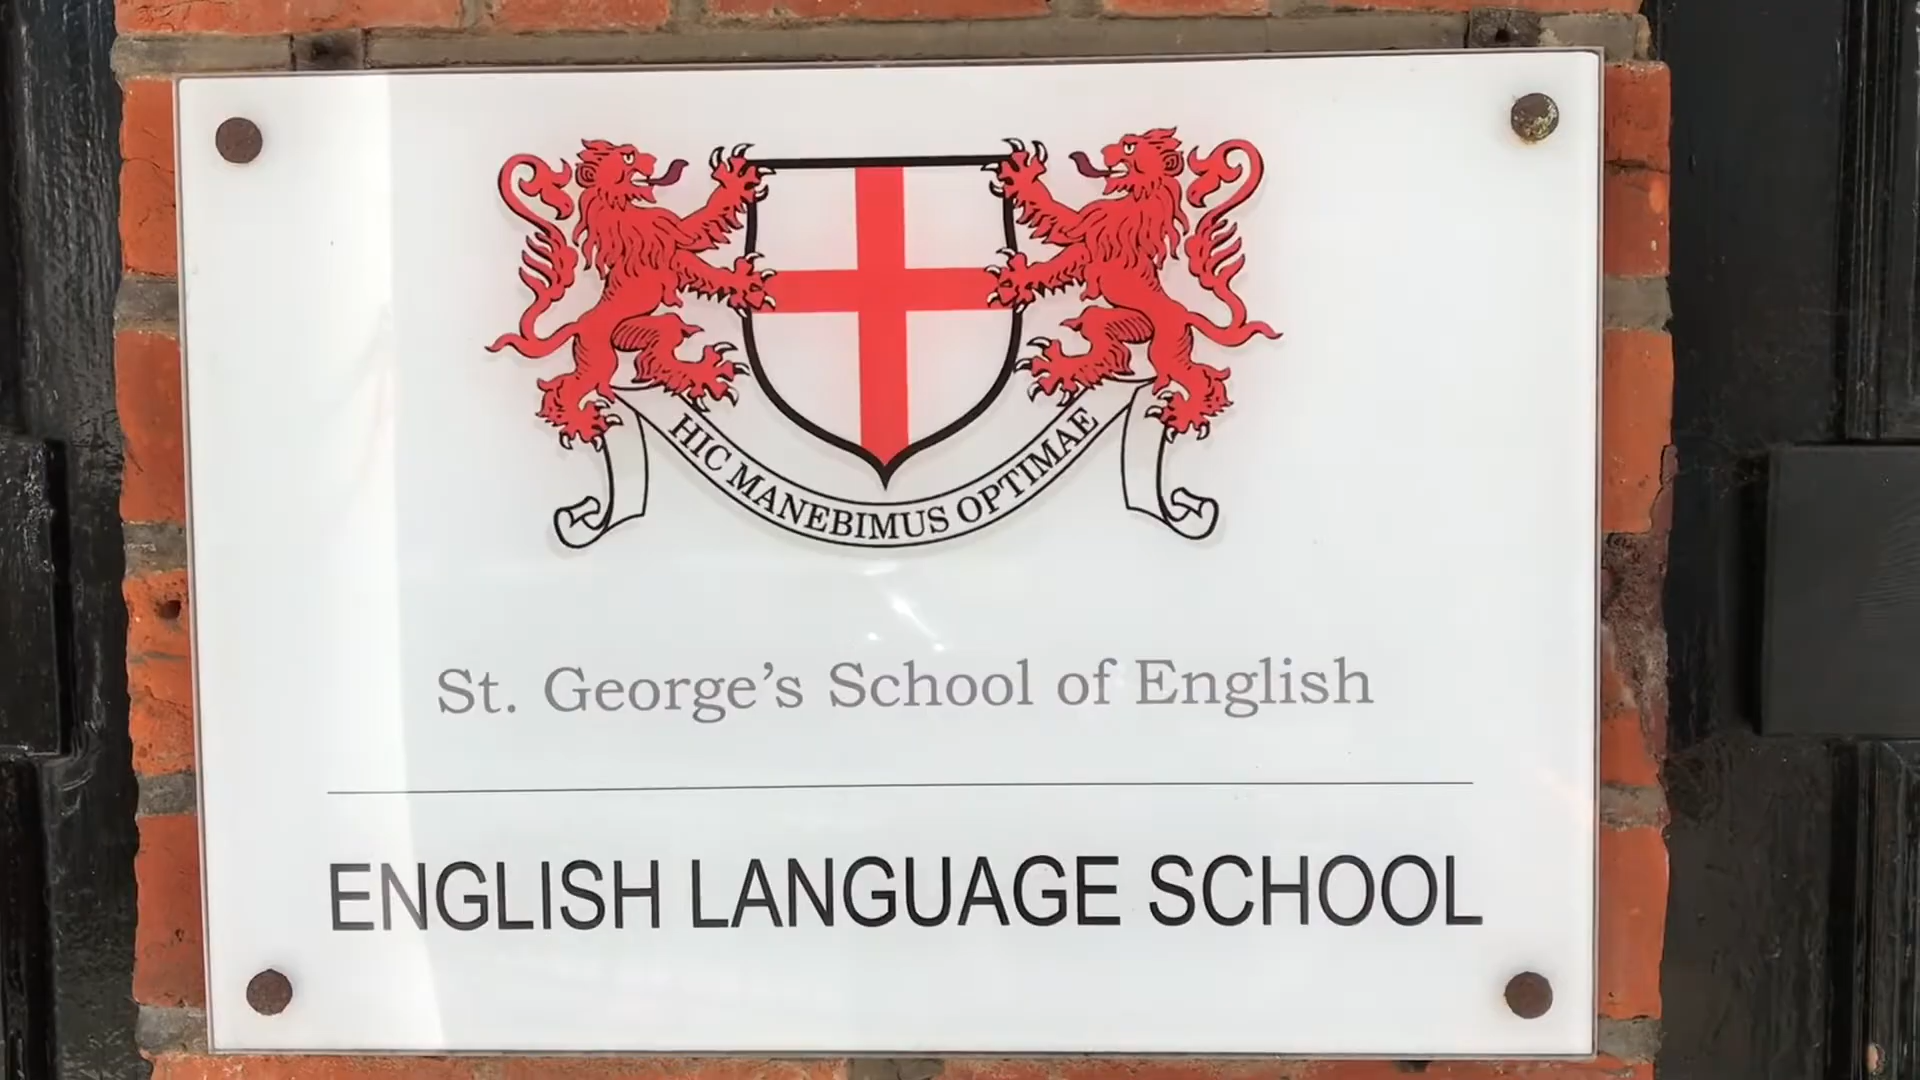 HIC MANEBIMUS OPTIMAE
St. George’s School of English
ENGLISH LANGUAGE SCHOOL